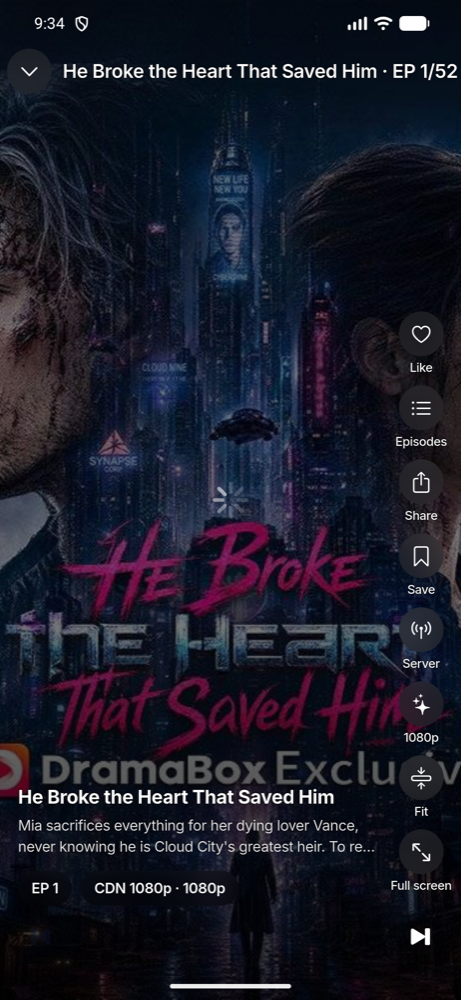 9:34
He Broke the Heart That Saved Him · EP 1/52
NEW LIFE
NEW YOU
CLOUD NINE
SYNAPSE
CORP
Like
Episodes
Share
Save
Server
1080p
Fit
Full screen
He Broke
the Heart
That Saved Him
DramaBox Exclusiv
He Broke the Heart That Saved Him
Mia sacrifices everything for her dying lover Vance,
never knowing he is Cloud City's greatest heir. To re...
EP 1
CDN 1080p · 1080p